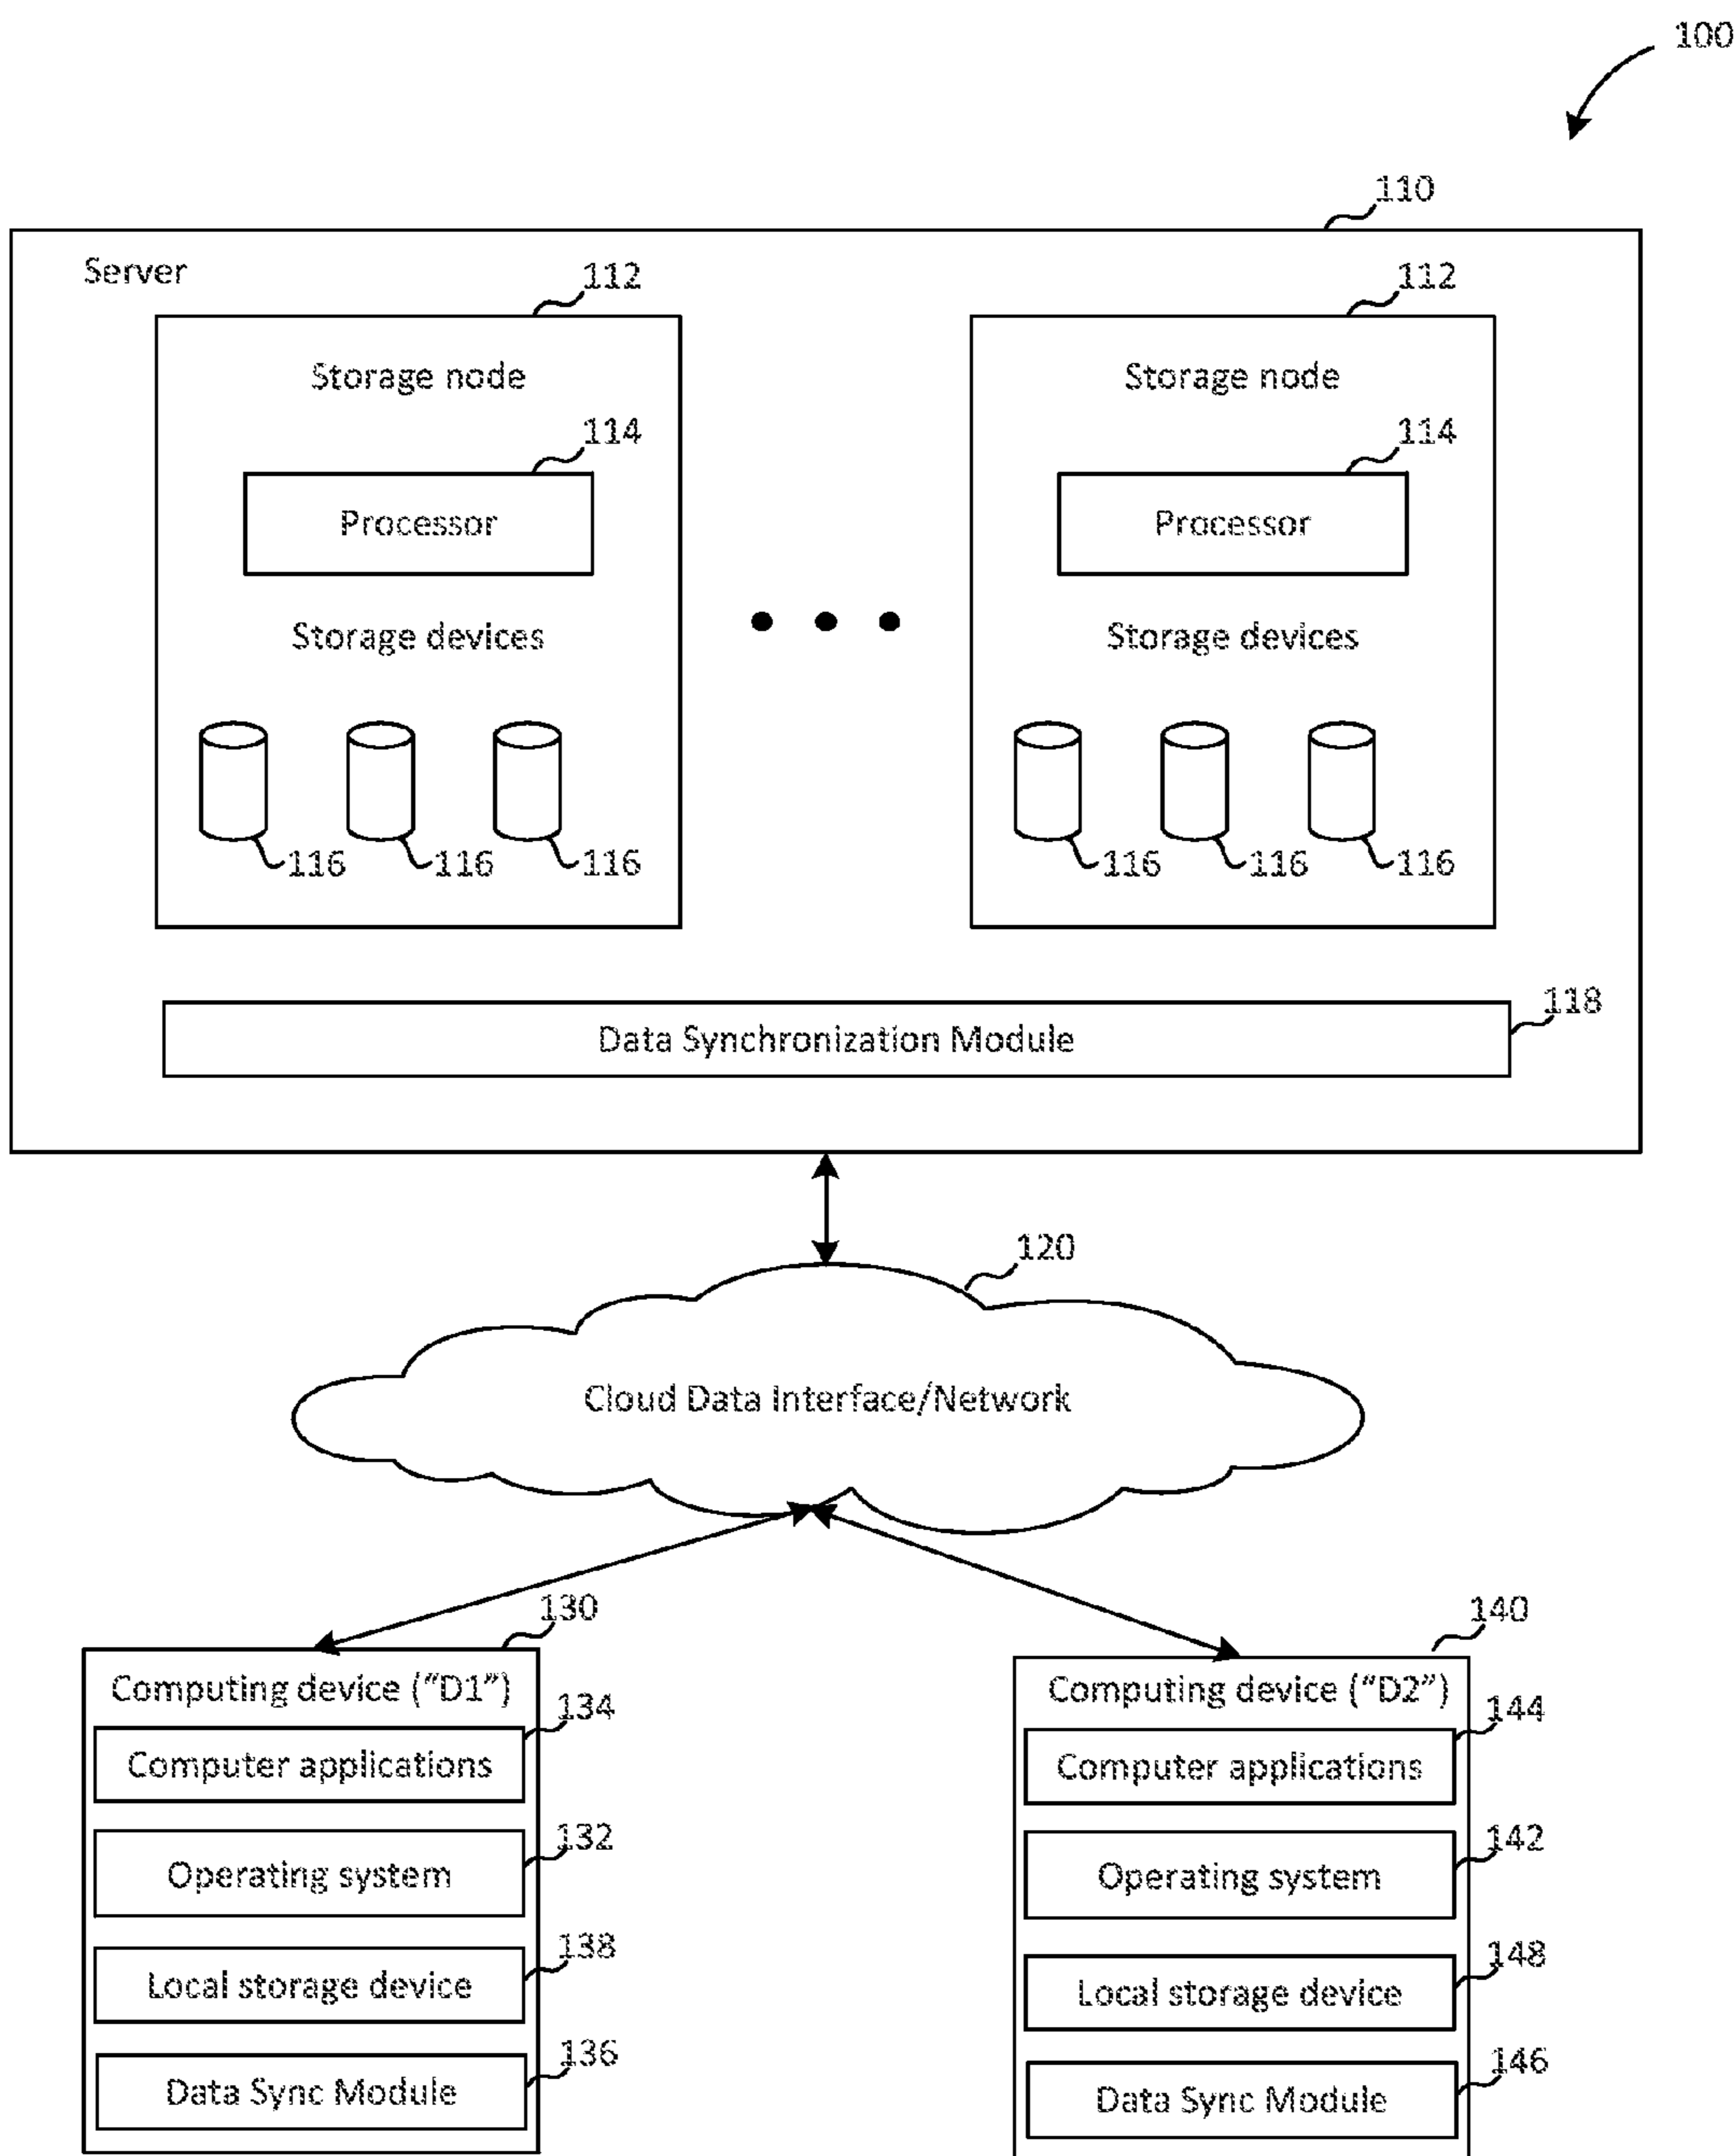 100
110
Server
112 112
Storage node Storage node
114 114
Processor Processor
Storage devices Storage devices
116 116 116 116 116 116
118
Data Synchronization Module
120
Cloud Data Interface/Network
130 140
Computing device (“D1”) Computing device (“D2”)
134 144
Computer applications Computer applications
132 142
Operating system Operating system
138 148
Local storage device Local storage device
136 146
Data Sync Module Data Sync Module